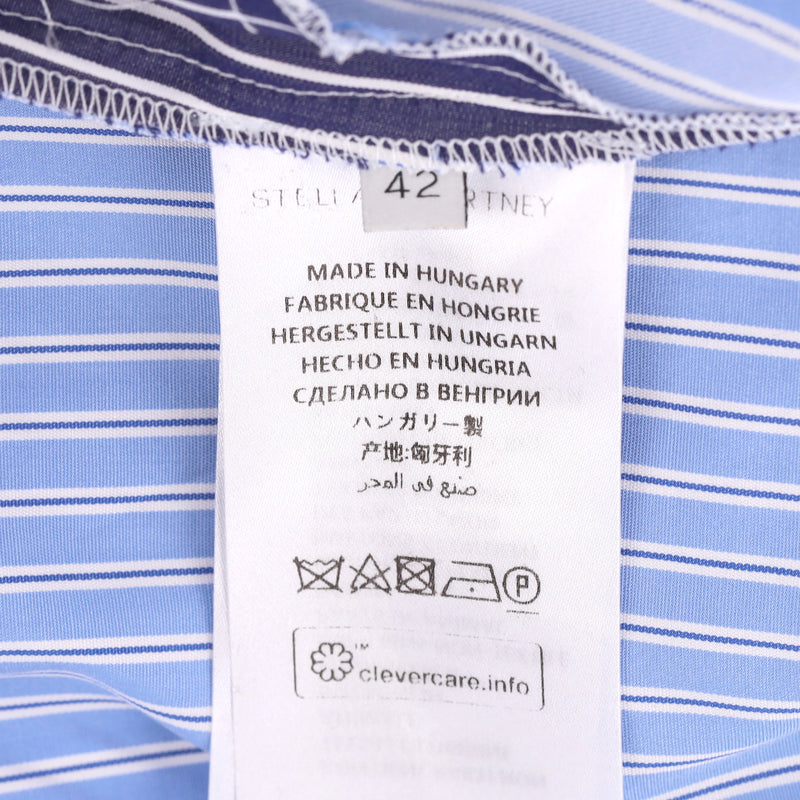 42
MADE IN HUNGARY
FABRIQUE EN HONGRIE
HERGESTELLT IN UNGARN
HECHO EN HUNGRIA
СДЕЛАНО В ВЕНГРИИ
ハンガリー製
产地:匈牙利
صنع في المجر
P
™
clevercare.info